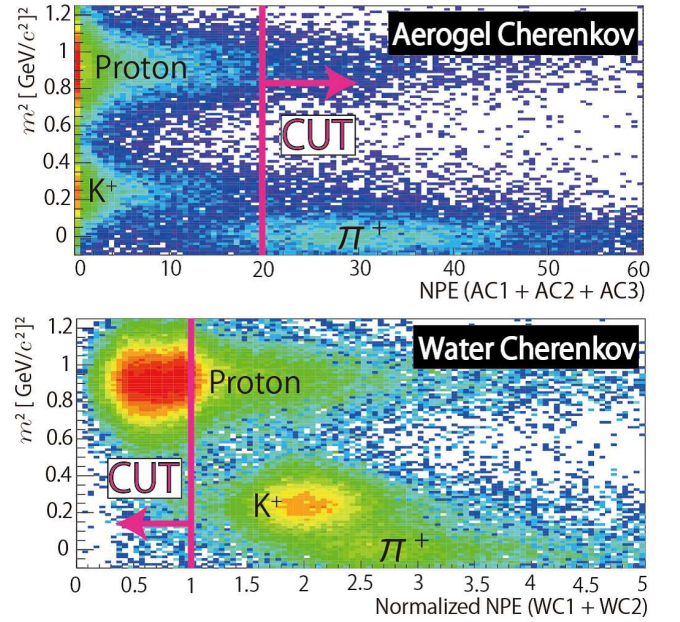 Aerogel Cherenkov
m² [ GeV/c²]²
1.2
1
0.8
0.6
0.4
0.2
0
Proton
CUT
K⁺
π⁺
0 10 20 30 40 50 60
NPE (AC1 + AC2 + AC3)
Water Cherenkov
m² [ GeV/c²]²
1.2
1
0.8
0.6
0.4
0.2
0
Proton
CUT
K⁺
π⁺
0 0.5 1 1.5 2 2.5 3 3.5 4 4.5 5
Normalized NPE (WC1 + WC2)